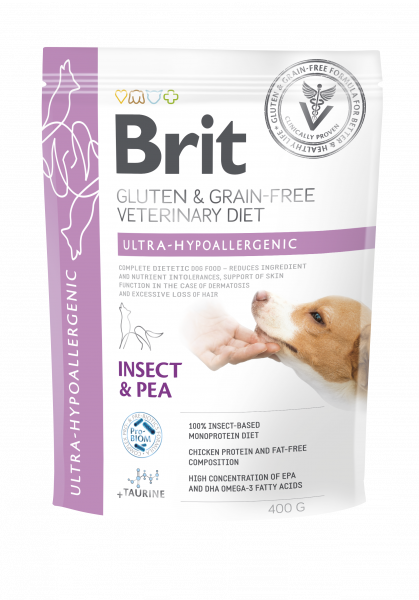 Brit
GLUTEN & GRAIN-FREE
VETERINARY DIET
ULTRA-HYPOALLERGENIC
COMPLETE DIETETIC DOG FOOD – REDUCES INGREDIENT
AND NUTRIENT INTOLERANCES, SUPPORT OF SKIN
FUNCTION IN THE CASE OF DERMATOSIS
AND EXCESSIVE LOSS OF HAIR
GLUTEN & GRAIN-FREE FORMULA FOR BETTER & HEALTHY LIFE +
CLINICALLY PROVEN
ULTRA-HYPOALLERGENIC
INSECT
& PEA
Pro-
BIOM
+TAURINE
100% INSECT-BASED
MONOPROTEIN DIET
CHICKEN PROTEIN AND FAT-FREE
COMPOSITION
HIGH CONCENTRATION OF EPA
AND DHA OMEGA-3 FATTY ACIDS
400 G